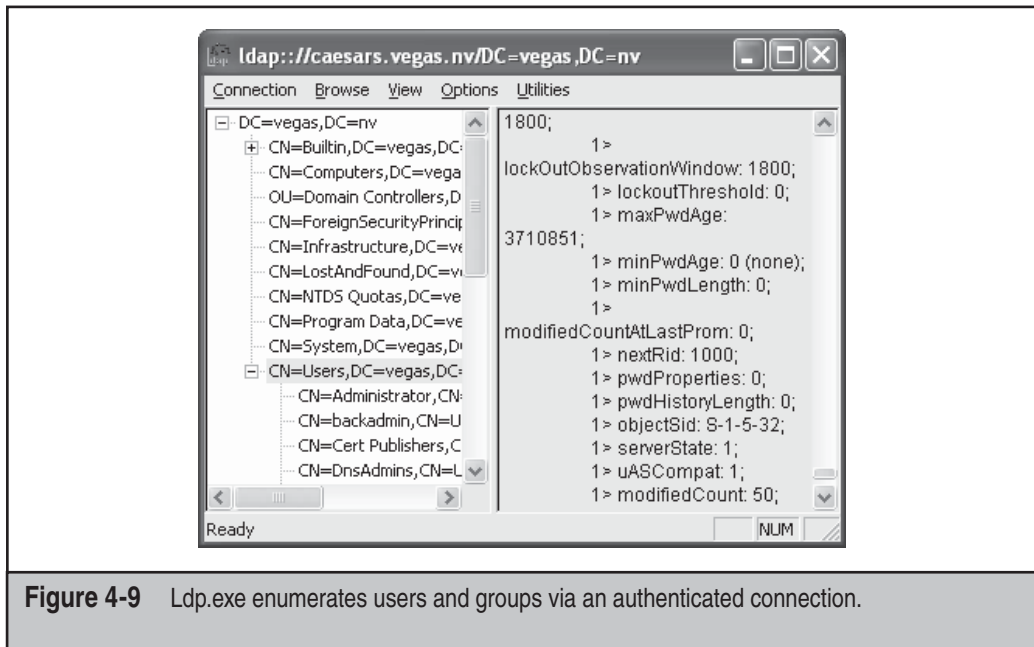 ldap
ldap:://caesars.vegas.nv/DC=vegas,DC=nv
Connection Browse View Options Utilities
DC=vegas,DC=nv
CN=Builtin,DC=vegas,DC
CN=Computers,DC=vega
OU=Domain Controllers,D
CN=ForeignSecurityPrincip
CN=Infrastructure,DC=ve
CN=LostAndFound,DC=v
CN=NTDS Quotas,DC=ve
CN=Program Data,DC=ve
CN=System,DC=vegas,D
CN=Users,DC=vegas,DC
CN=Administrator,CN
CN=backadmin,CN=U
CN=Cert Publishers,C
CN=DnsAdmins,CN=U
1800;
1>
lockOutObservationWindow: 1800;
1> lockoutThreshold: 0;
1> maxPwdAge:
3710851;
1> minPwdAge: 0 (none);
1> minPwdLength: 0;
1>
modifiedCountAtLastProm: 0;
1> nextRid: 1000;
1> pwdProperties: 0;
1> pwdHistoryLength: 0;
1> objectSid: S-1-5-32;
1> serverState: 1;
1> uASCompat: 1;
1> modifiedCount: 50;
Ready
NUM
Figure 4-9 Ldp.exe enumerates users and groups via an authenticated connection.